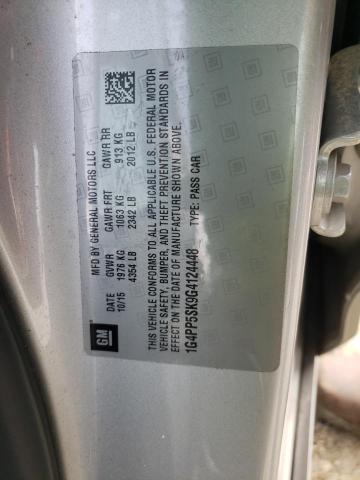 GM
MFD BY GENERAL MOTORS LLC
10/15 GVWR GAWR FRT GAWR RR
1976 KG 1063 KG 913 KG
4354 LB 2342 LB 2012 LB
THIS VEHICLE CONFORMS TO ALL APPLICABLE U.S. FEDERAL MOTOR
VEHICLE SAFETY, BUMPER, AND THEFT PREVENTION STANDARDS IN
EFFECT ON THE DATE OF MANUFACTURE SHOWN ABOVE.
1G4PP5SK9G4124448 TYPE: PASS CAR